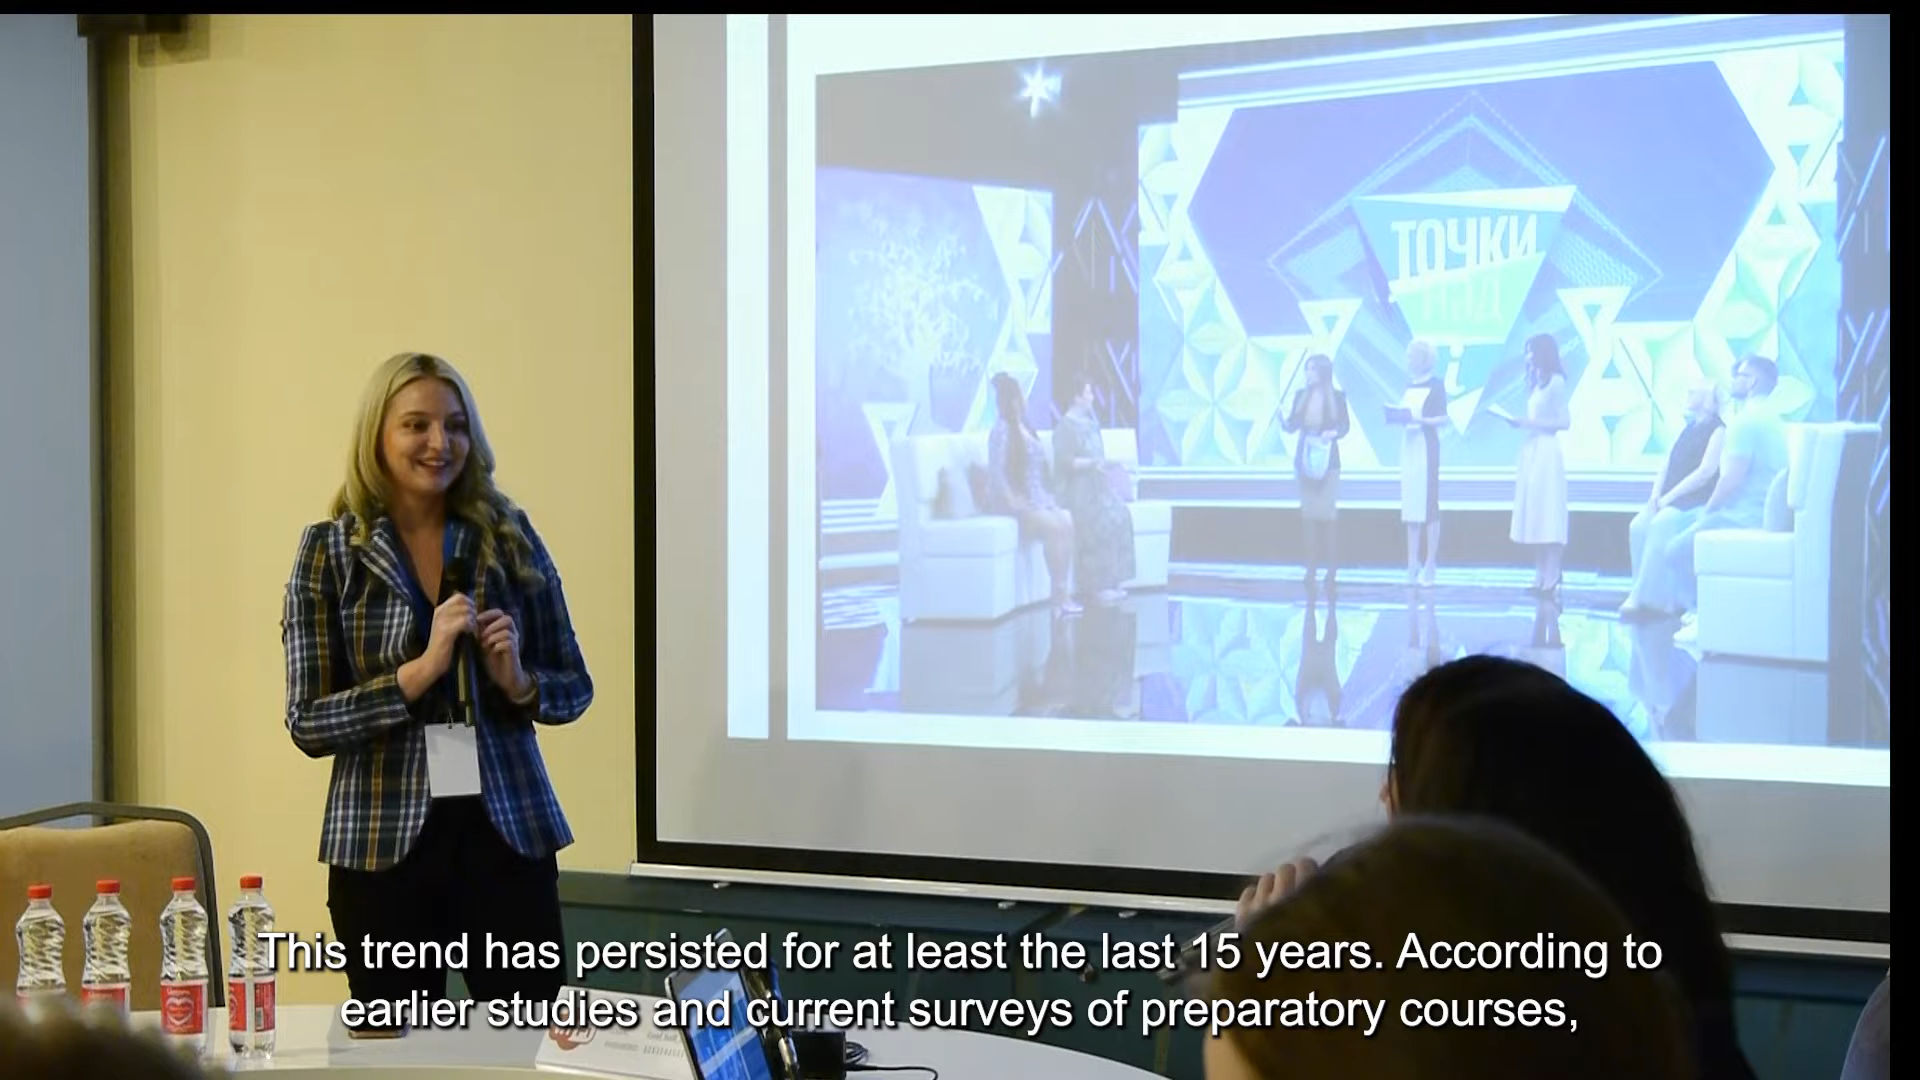 ТОЧКИ
НАД
i
This trend has persisted for at least the last 15 years. According to
earlier studies and current surveys of preparatory courses,